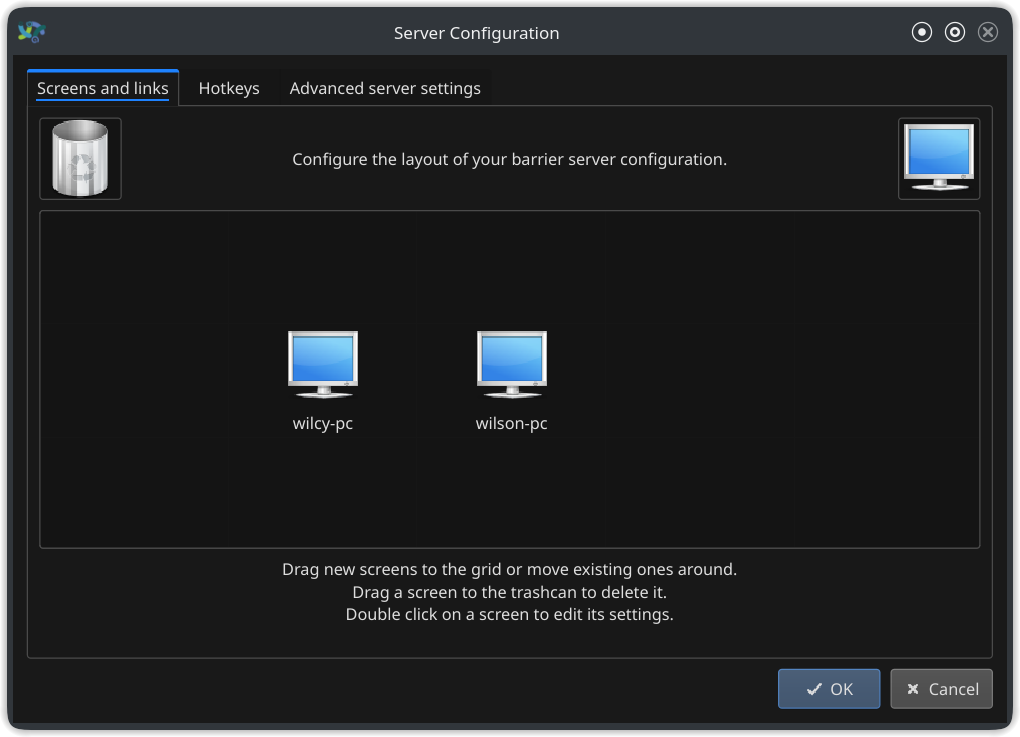 Server Configuration
Screens and links
Hotkeys
Advanced server settings
Configure the layout of your barrier server configuration.
wilcy-pc
wilson-pc
Drag new screens to the grid or move existing ones around.
Drag a screen to the trashcan to delete it.
Double click on a screen to edit its settings.
OK
Cancel